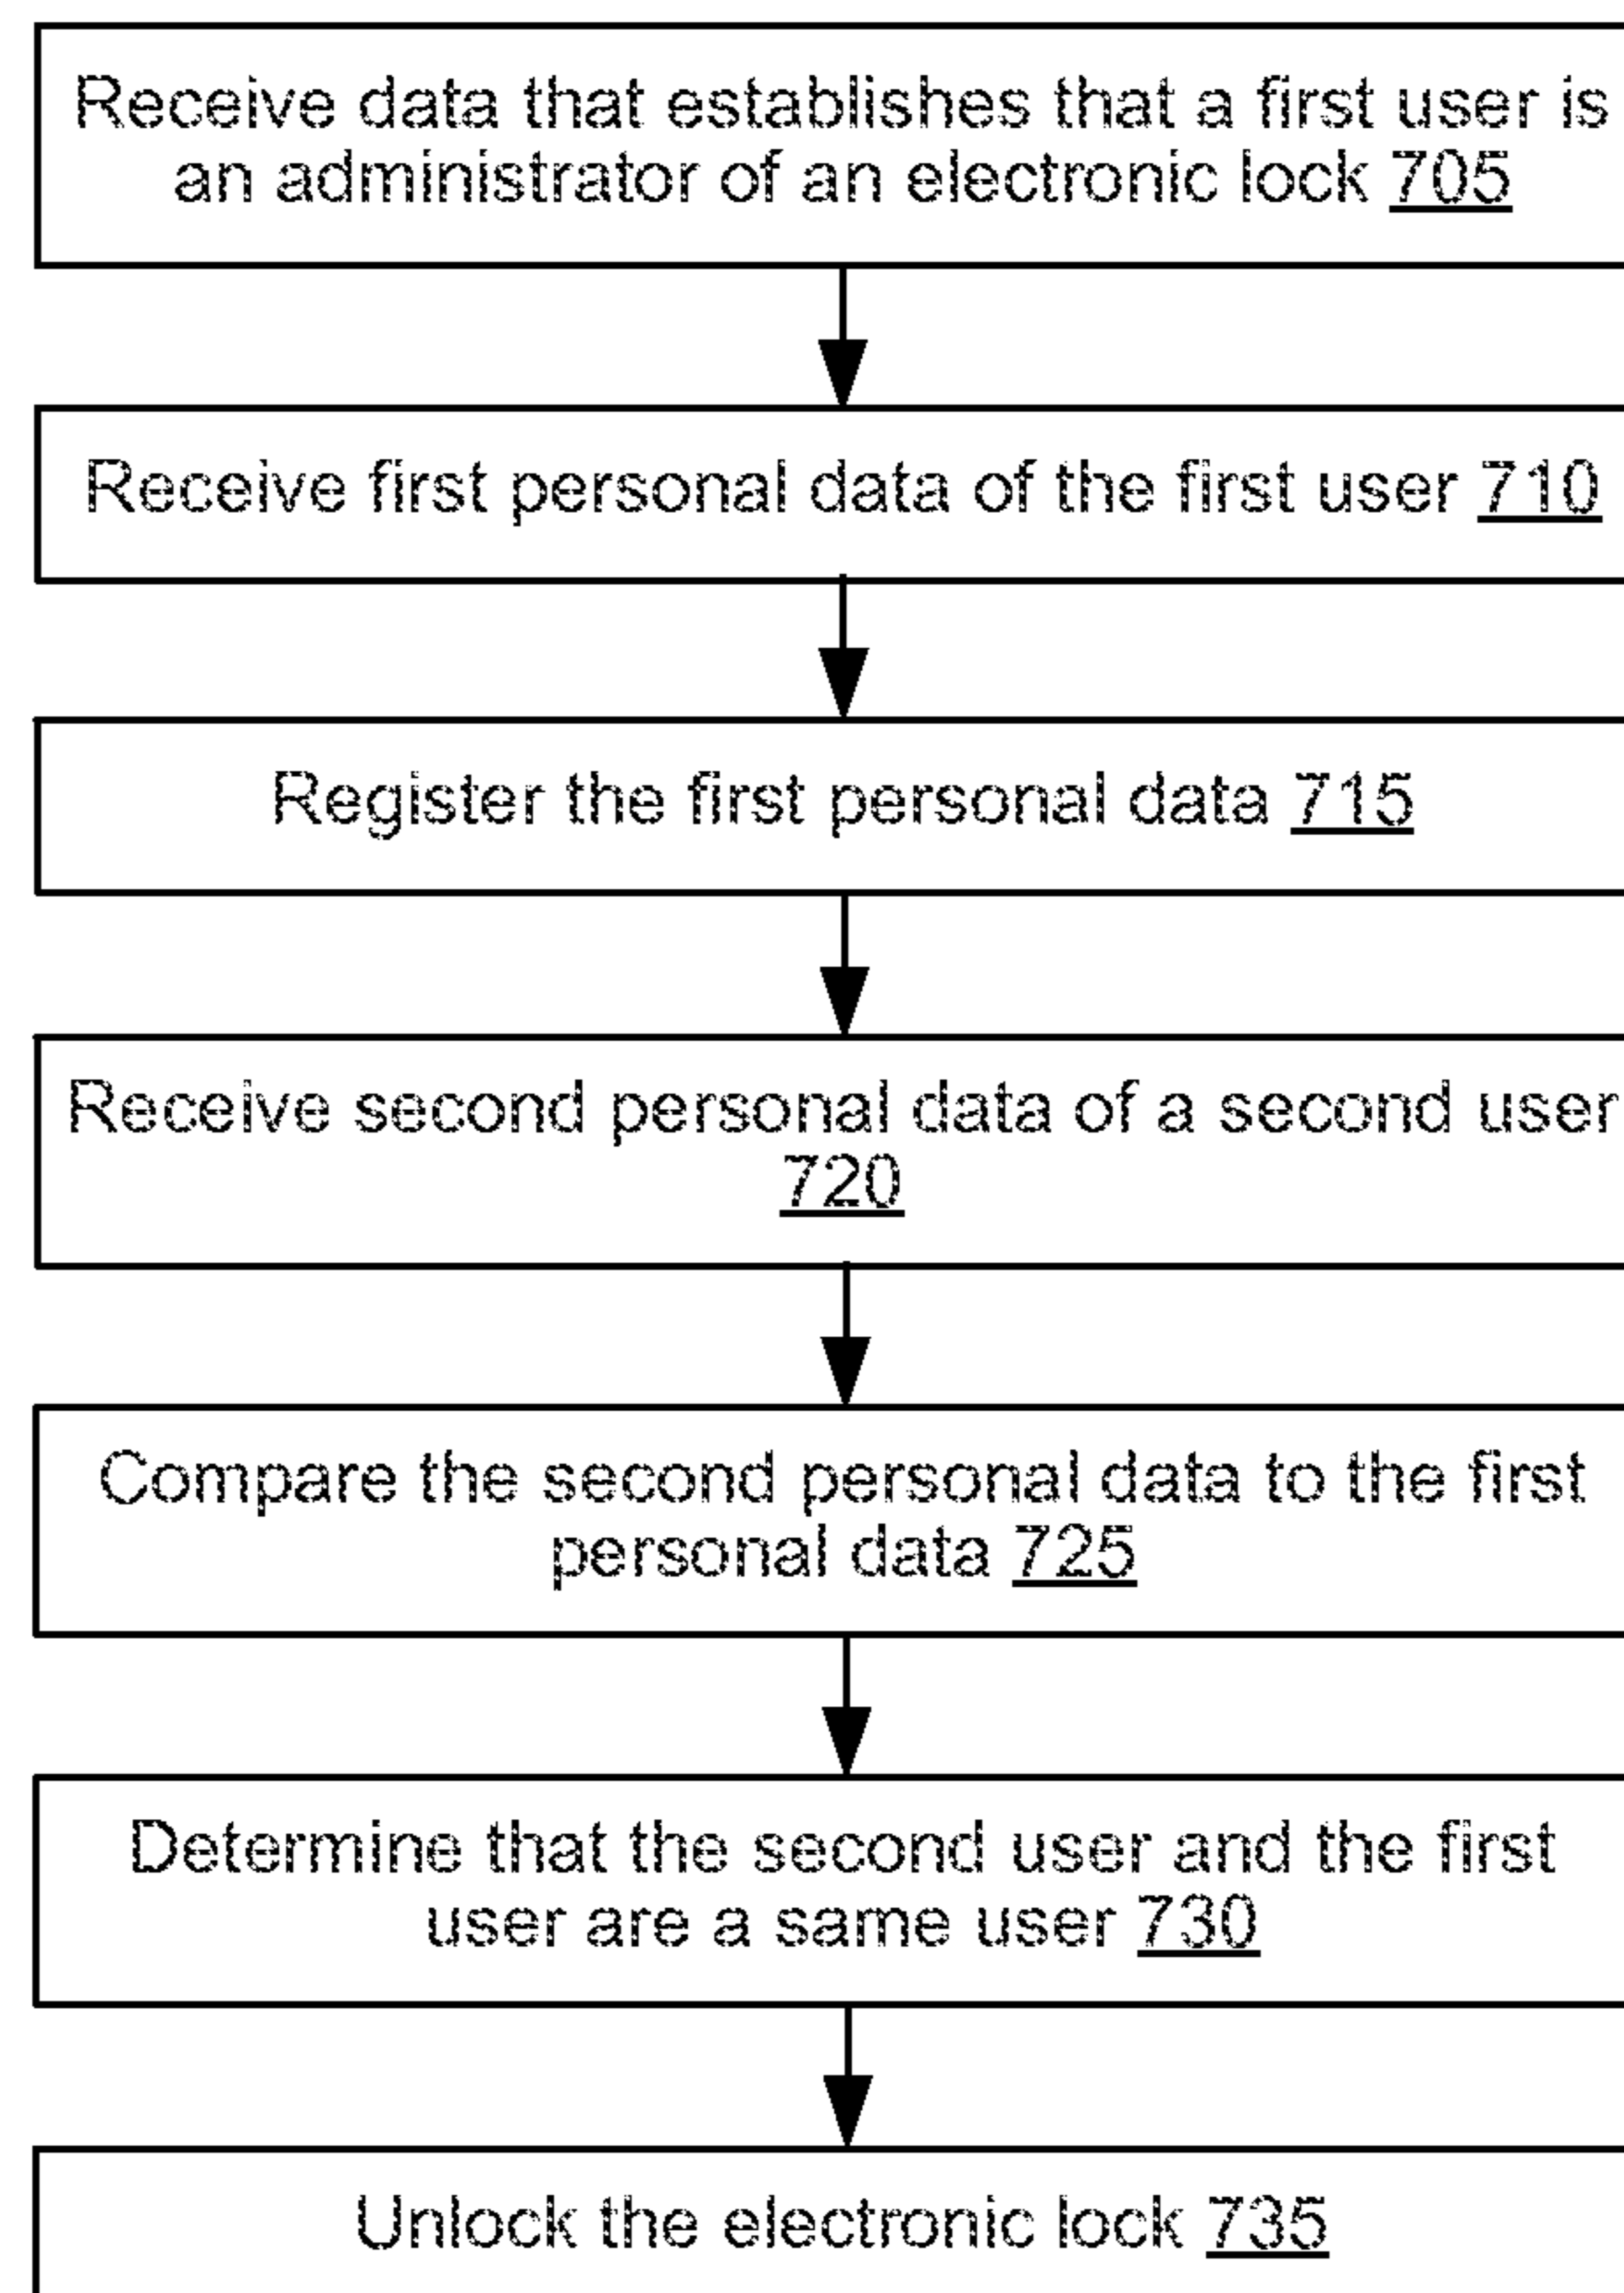 Receive data that establishes that a first user is
an administrator of an electronic lock 705
Receive first personal data of the first user 710
Register the first personal data 715
Receive second personal data of a second user
720
Compare the second personal data to the first
personal data 725
Determine that the second user and the first
user are a same user 730
Unlock the electronic lock 735